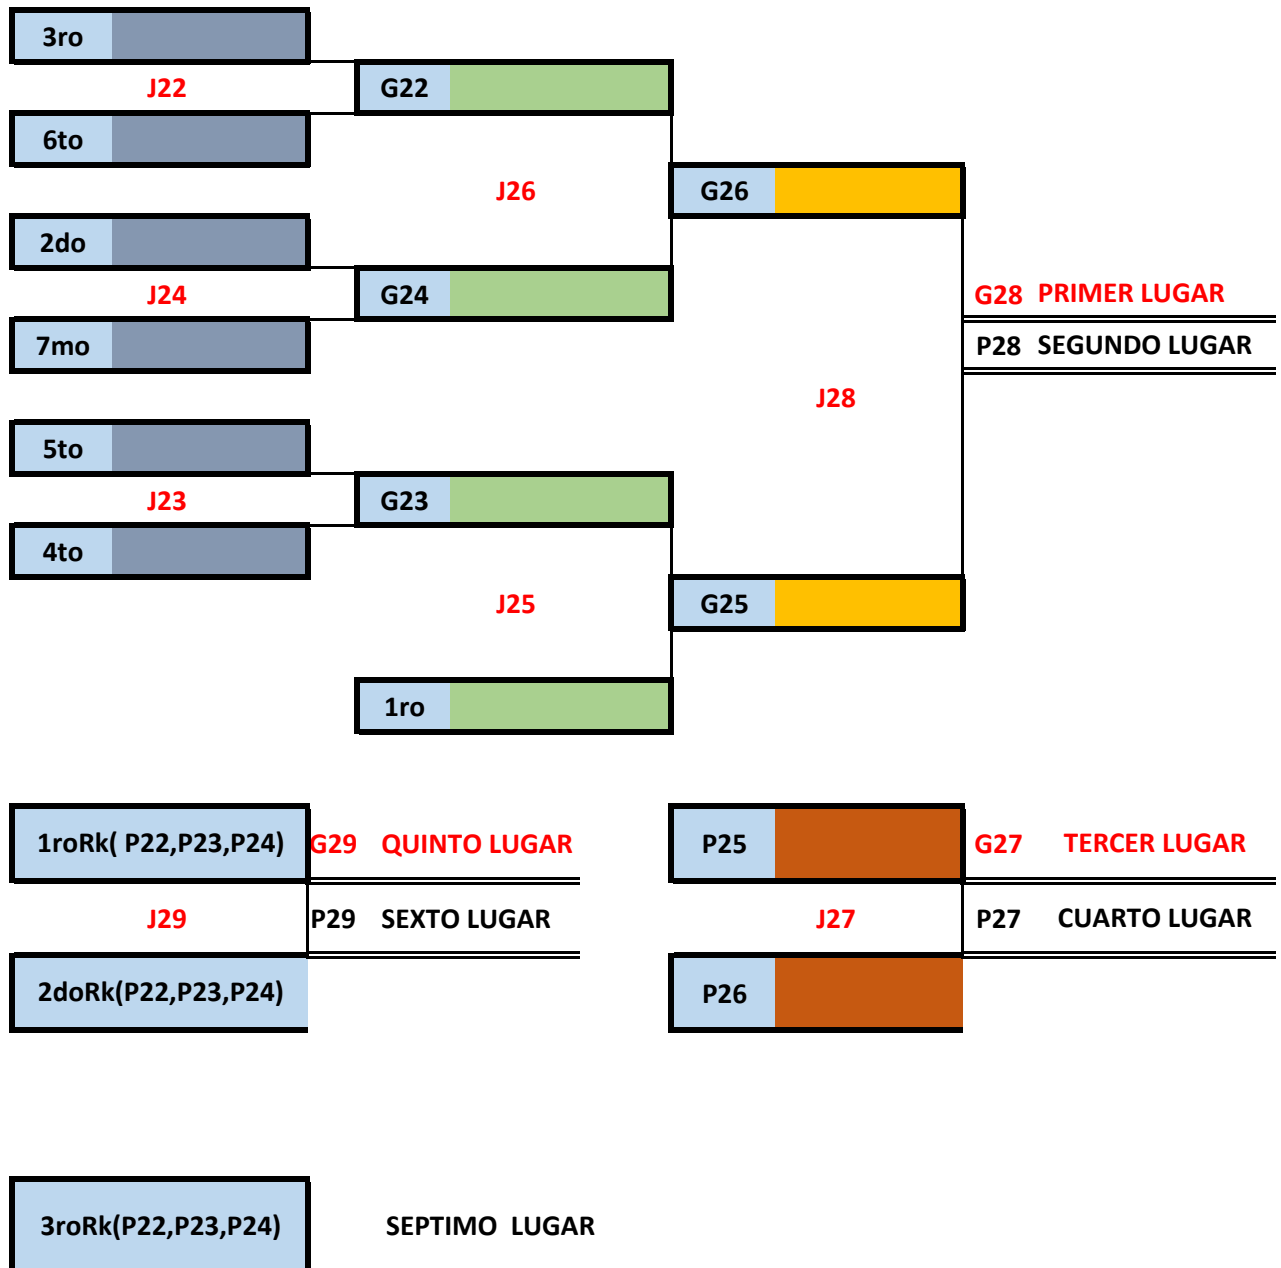 3ro
J22
G22
6to
J26
G26
2do
J24
G24
G28 PRIMER LUGAR
7mo
P28 SEGUNDO LUGAR
J28
5to
J23
G23
4to
J25
G25
1ro
1roRk( P22,P23,P24)
G29 QUINTO LUGAR
P25
G27 TERCER LUGAR
J29
P29 SEXTO LUGAR
J27
P27 CUARTO LUGAR
2doRk(P22,P23,P24)
P26
3roRk(P22,P23,P24)
SEPTIMO LUGAR